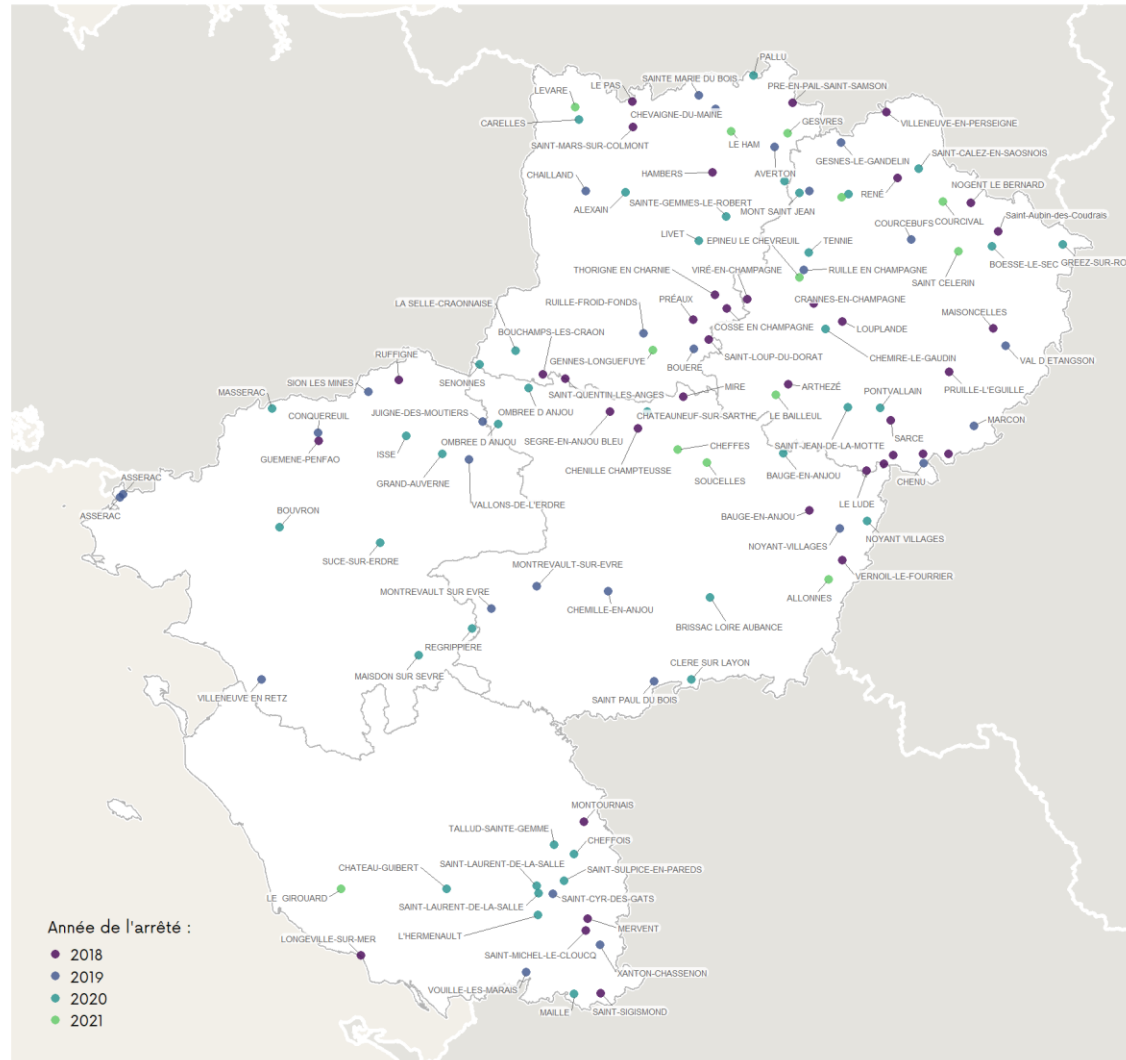 PALLU
SAINTE MARIE DU BOIS
LE PAS
PRE-EN-PAIL-SAINT-SAMSON
LEVARE
CHEVAIGNE-DU-MAINE
CARELLES
GESVRES
VILLENEUVE-EN-PERSEIGNE
SAINT-MARS-SUR-COLMONT
LE HAM
GESNES-LE-GANDELIN
SAINT-CALEZ-EN-SAOSNOIS
HAMBERS
AVERTON
CHAILLAND
RENÉ
NOGENT LE BERNARD
SAINTE-GEMMES-LE-ROBERT
ALEXAIN
MONT SAINT JEAN
COURCEBUFS
COURCIVAL
Saint-Aubin-des-Coudrais
LIVET
EPINEU LE CHEVREUIL
TENNIE
BOESSE-LE-SEC
GREEZ-SUR-RO
THORIGNE EN CHARNIE
VIRÉ-EN-CHAMPAGNE
RUILLE EN CHAMPAGNE
SAINT CELERIN
LA SELLE-CRAONNAISE
RUILLE-FROID-FONDS
PRÉAUX
CRANNES-EN-CHAMPAGNE
MAISONCELLES
BOUCHAMPS-LES-CRAON
COSSE EN CHAMPAGNE
LOUPLANDE
GENNES-LONGUEFUYE
SAINT-LOUP-DU-DORAT
CHEMIRE-LE-GAUDIN
VAL D ETANGSON
RUFFIGNE
BOUERE
SENONNES
PRUILLE-L'EGUILLE
SION LES MINES
SAINT-QUENTIN-LES-ANGES
MIRE
ARTHEZÉ
PONTVALLAIN
MASSERAC
CONQUEREUIL
JUIGNE-DES-MOUTIERS
OMBREE D ANJOU
CHATEAUNEUF-SUR-SARTHE
LE BAILLEUL
MARCON
OMBREE D ANJOU
SEGRE-EN-ANJOU BLEU
CHEFFES
SAINT-JEAN-DE-LA-MOTTE
SARCE
ISSE
GUEMENE-PENFAO
CHENILLE CHAMPTEUSSE
BAUGE-EN-ANJOU
CHENU
ASSERAC
GRAND-AUVERNE
SOUCELLES
VALLONS-DE-L'ERDRE
LE LUDE
ASSERAC
BOUVRON
BAUGE-EN-ANJOU
NOYANT VILLAGES
NOYANT-VILLAGES
SUCE-SUR-ERDRE
MONTREVAULT-SUR-EVRE
VERNOIL-LE-FOURRIER
MONTREVAULT SUR EVRE
CHEMILLE-EN-ANJOU
ALLONNES
BRISSAC LOIRE AUBANCE
REGRIPPIERE
CLERE SUR LAYON
MAISDON SUR SEVRE
VILLENEUVE EN RETZ
SAINT PAUL DU BOIS
MONTOURNAIS
TALLUD-SAINTE-GEMME
CHEFFOIS
SAINT-LAURENT-DE-LA-SALLE
CHATEAU-GUIBERT
SAINT-SULPICE-EN-PAREDS
LE GIROUARD
SAINT-CYR-DES-GATS
SAINT-LAURENT-DE-LA-SALLE
L'HERMENAULT
MERVENT
LONGEVILLE-SUR-MER
SAINT-MICHEL-LE-CLOUCQ
XANTON-CHASSENON
VOUILLE-LES-MARAIS
MAILLE
SAINT-SIGISMOND
Année de l'arrêté :
2018
2019
2020
2021